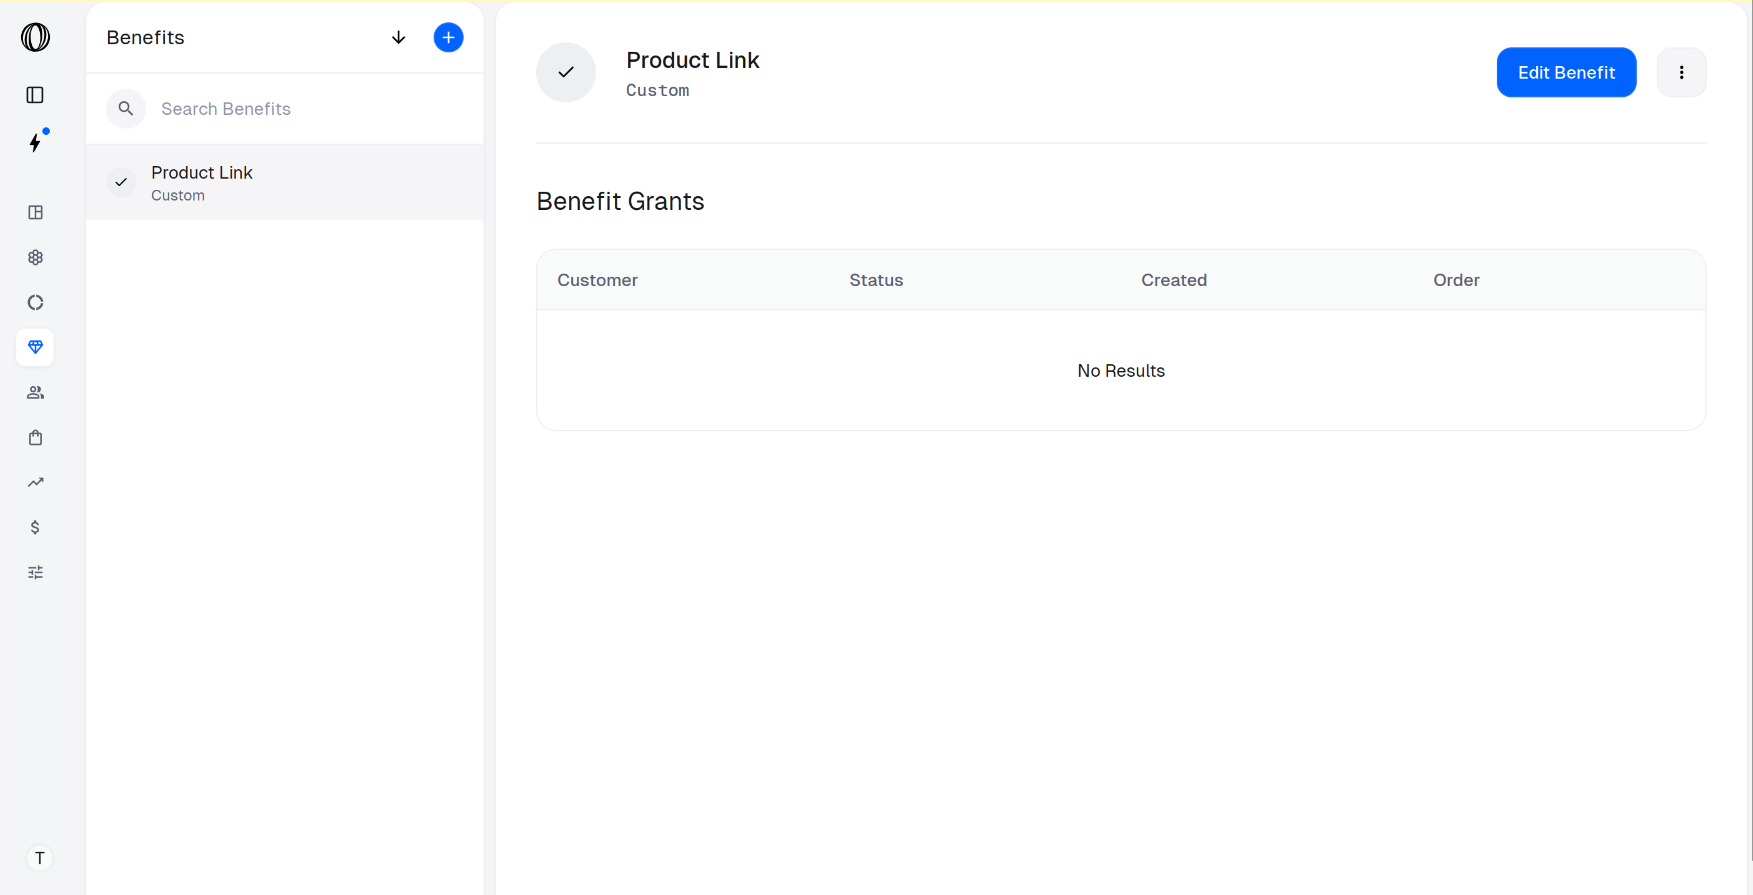 Benefits
Search Benefits
Product Link
Custom
T
Product Link
Custom
Edit Benefit
Benefit Grants
Customer Status Created Order
No Results